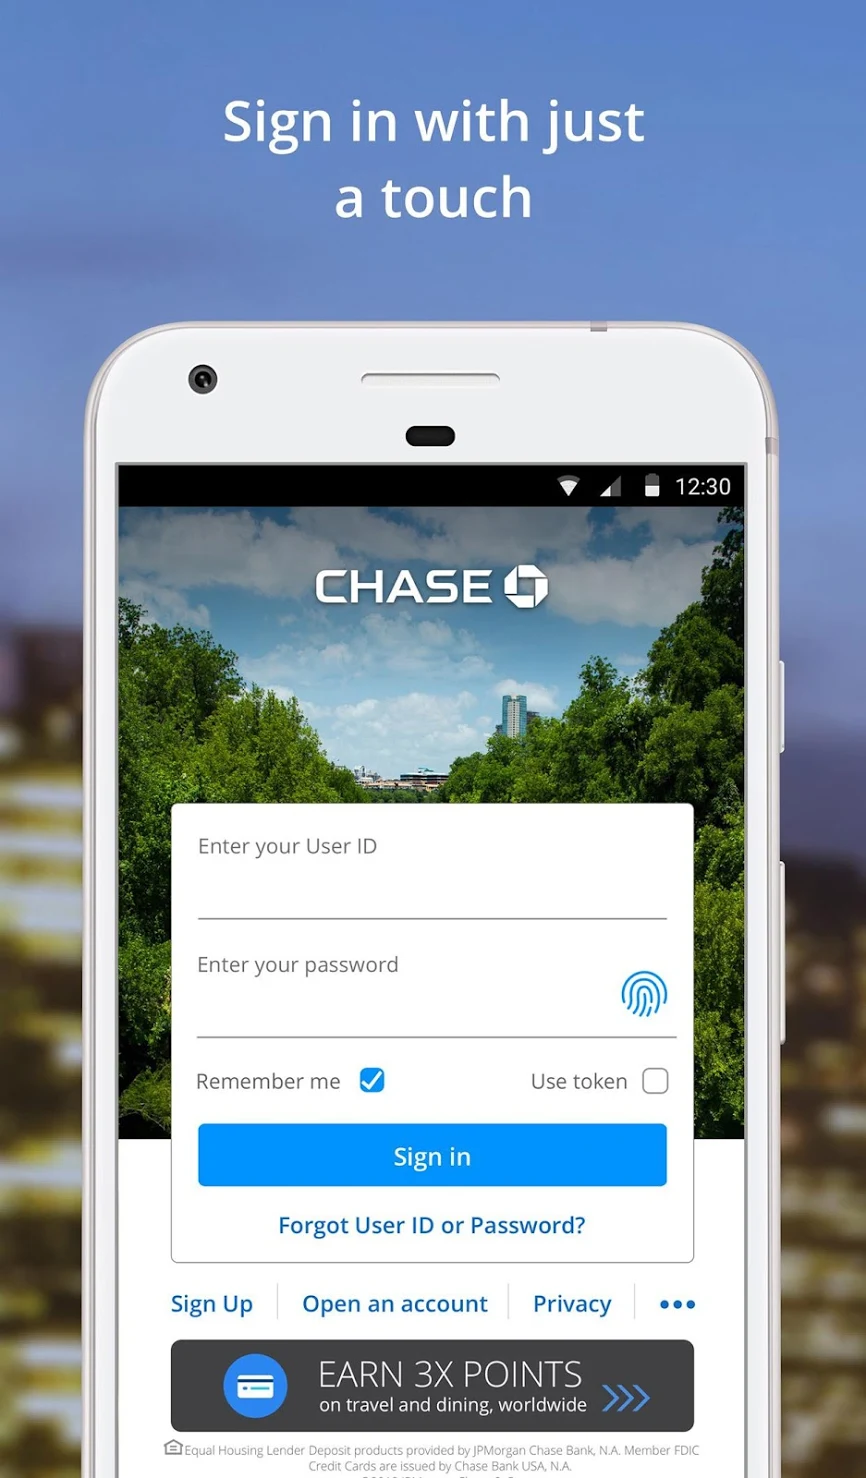 Sign in with just
a touch
12:30
CHASE
Enter your User ID
Enter your password
Remember me
Use token
Sign in
Forgot User ID or Password?
Sign Up
Open an account
Privacy
EARN 3X POINTS
on travel and dining, worldwide
Equal Housing Lender Deposit products provided by JPMorgan Chase Bank, N.A. Member FDIC
Credit Cards are issued by Chase Bank USA, N.A.